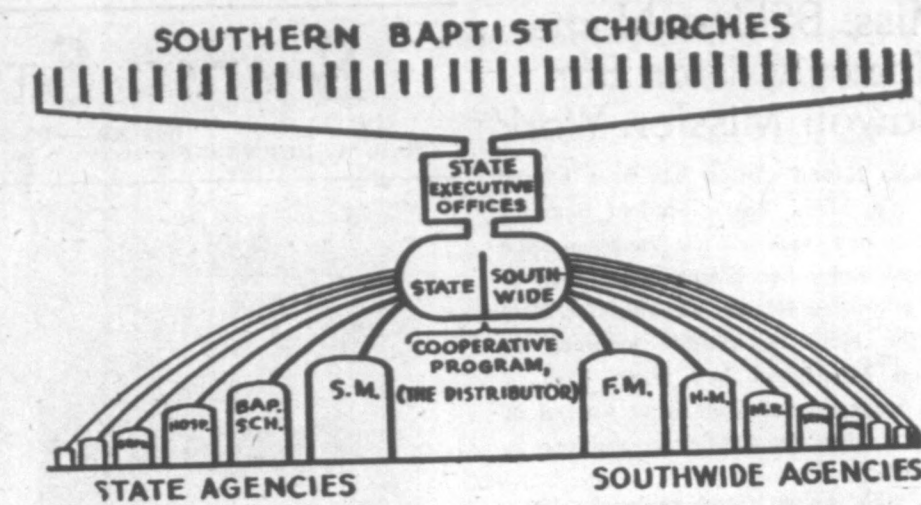 SOUTHERN BAPTIST CHURCHES
STATE
EXECUTIVE
OFFICES
STATE
SOUTH-
WIDE
COOPERATIVE
PROGRAM,
(THE DISTRIBUTOR)
HOSP.
BAP.
SCH.
S.M.
F.M.
H.M.
M.R.
STATE AGENCIES
SOUTHWIDE AGENCIES